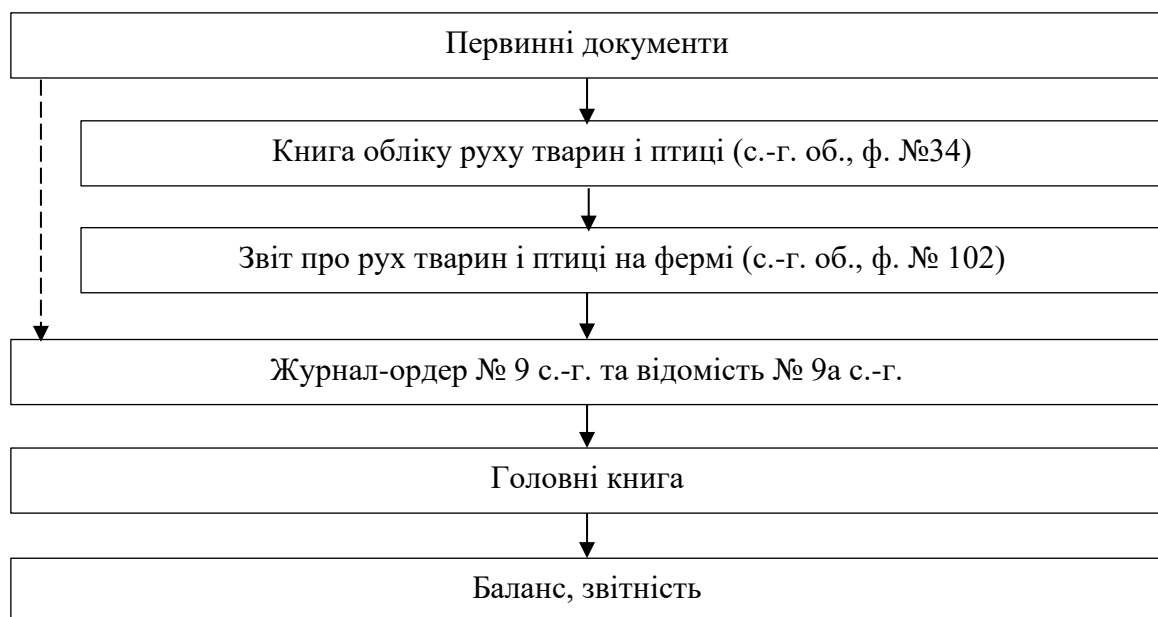 Первинні документи
Книга обліку руху тварин і птиці (с.-г. об., ф. №34)
Звіт про рух тварин і птиці на фермі (с.-г. об., ф. № 102)
Журнал-ордер № 9 с.-г. та відомість № 9а с.-г.
Головні книга
Баланс, звітність